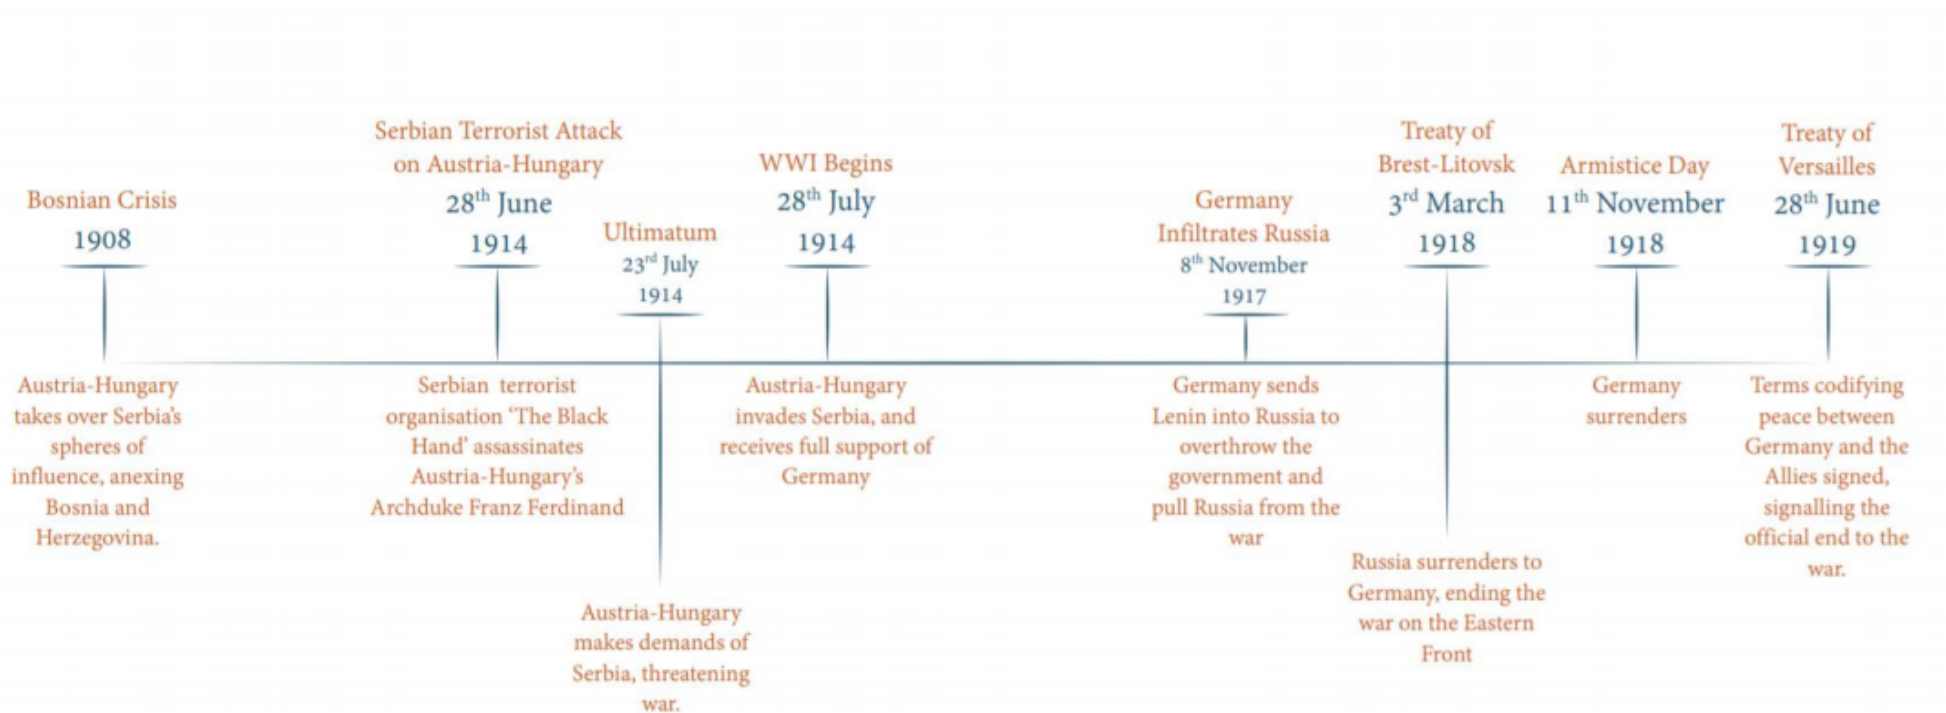 Bosnian Crisis
1908
Austria-Hungary
takes over Serbia's
spheres of
influence, anexing
Bosnia and
Herzegovina.
Serbian Terrorist Attack
on Austria-Hungary
28th June
1914
Serbian terrorist
organisation 'The Black
Hand' assassinates
Austria-Hungary's
Archduke Franz Ferdinand
Ultimatum
23rd July
1914
Austria-Hungary
makes demands of
Serbia, threatening
war.
WWI Begins
28th July
1914
Austria-Hungary
invades Serbia, and
receives full support of
Germany
Germany
Infiltrates Russia
8th November
1917
Germany sends
Lenin into Russia to
overthrow the
government and
pull Russia from the
war
Treaty of
Brest-Litovsk
3rd March
1918
Russia surrenders to
Germany, ending the
war on the Eastern
Front
Armistice Day
11th November
1918
Germany
surrenders
Treaty of
Versailles
28th June
1919
Terms codifying
peace between
Germany and the
Allies signed,
signalling the
official end to the
war.